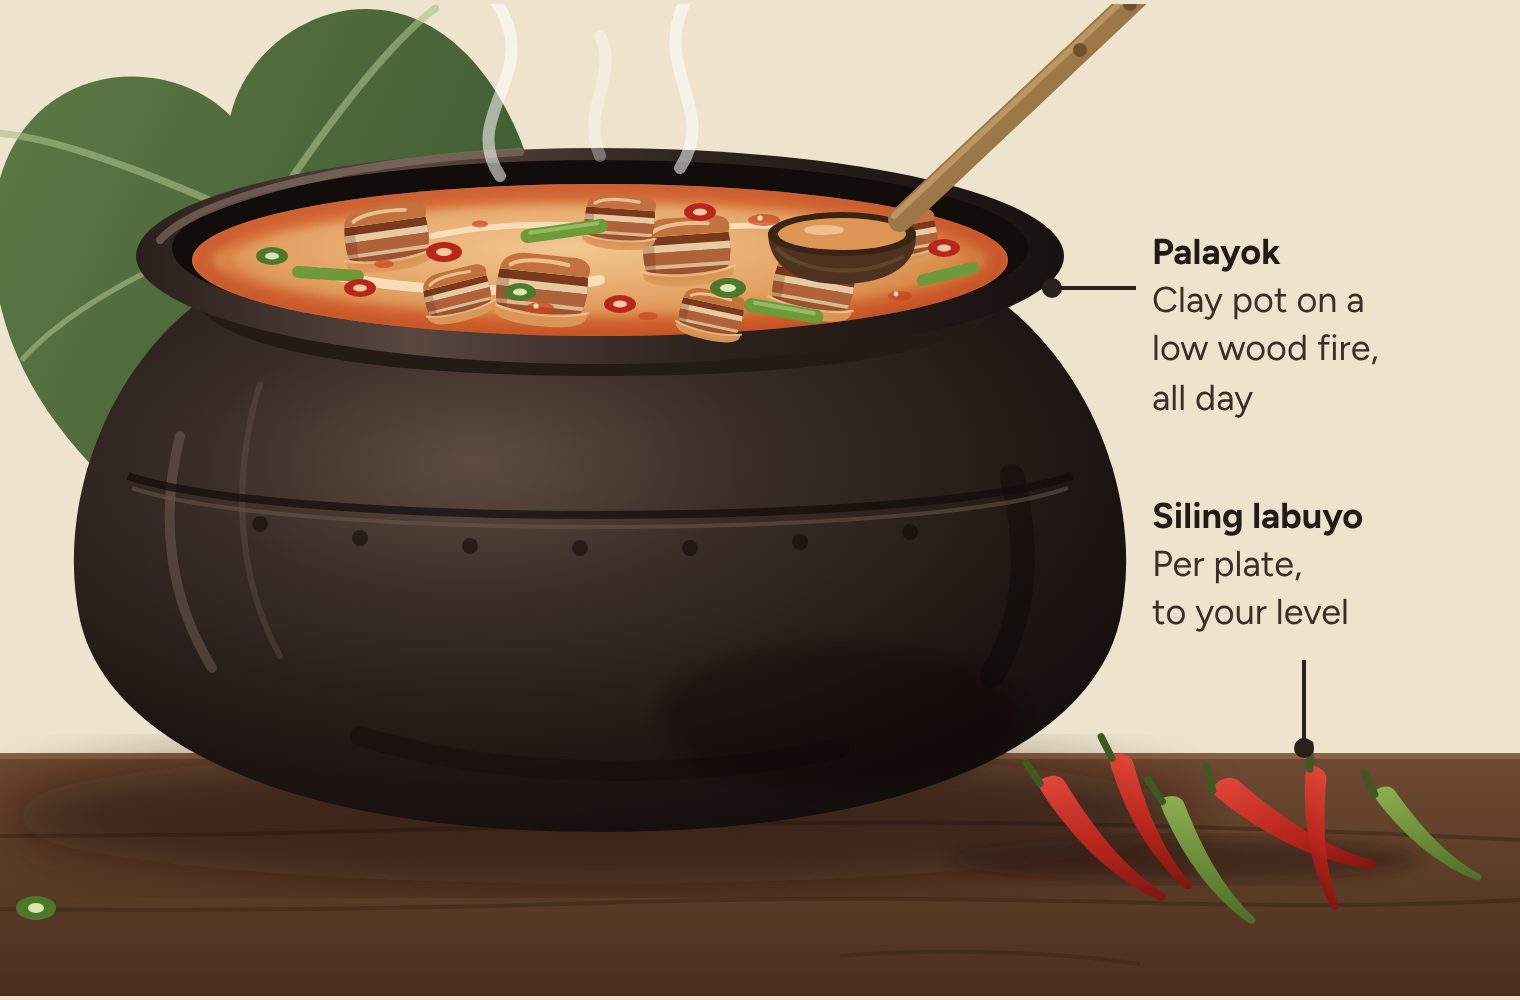 Palayok
Clay pot on a
low wood fire,
all day
Siling labuyo
Per plate,
to your level